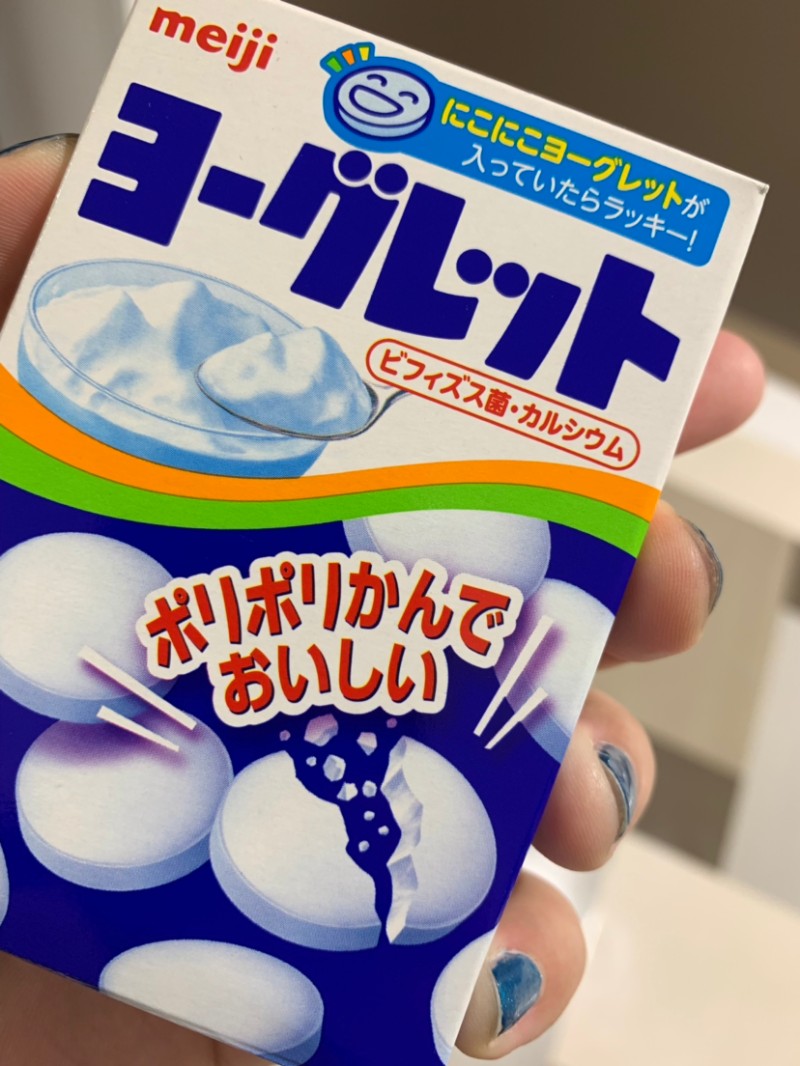 meiji
にこにこヨーグレットが
入っていたらラッキー!
ヨーグレット
ビフィズス菌・カルシウム
ポリポリかんで
おいしい